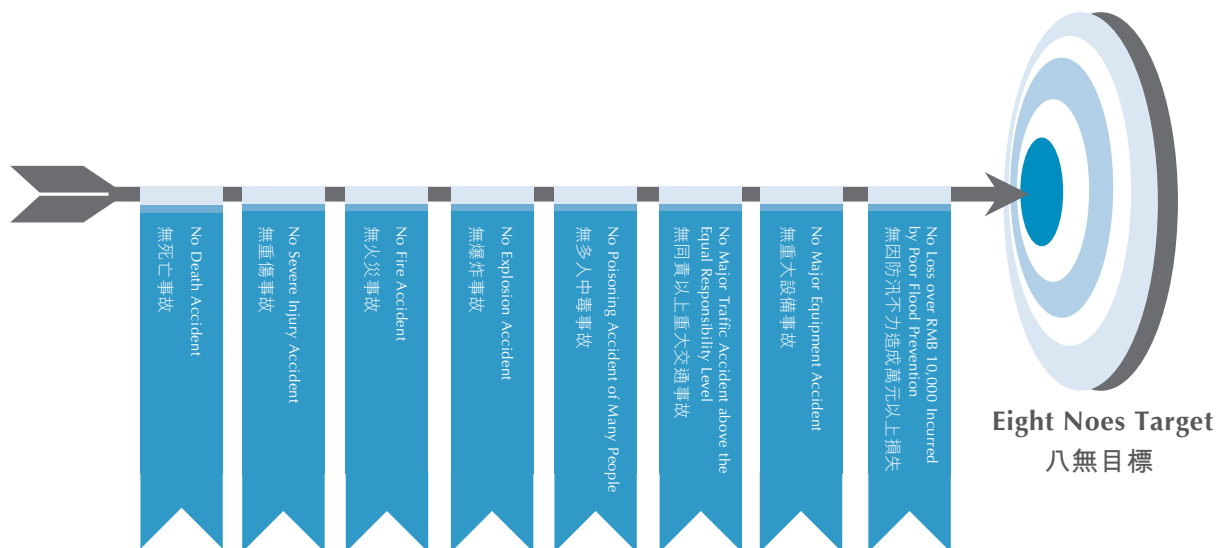 No Death Accident
無死亡事故
No Severe Injury Accident
無重傷事故
No Fire Accident
無火災事故
No Explosion Accident
無爆炸事故
No Poisoning Accident of Many People
無多人中毒事故
No Major Traffic Accident above the
Equal Responsibility Level
無同責以上重大交通事故
No Major Equipment Accident
無重大設備事故
No Loss over RMB 10,000 Incurred
by Poor Flood Prevention
無因防汛不力造成萬元以上損失
Eight Noes Target
八無目標